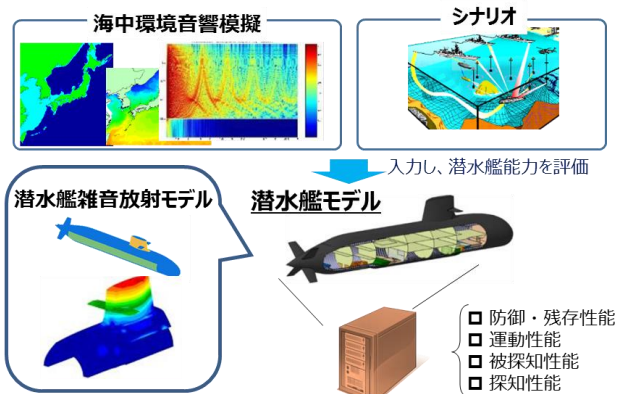 海中環境音響模擬
シナリオ
入力し、潜水艦能力を評価
潜水艦雑音放射モデル
潜水艦モデル
防御・残存性能
運動性能
被探知性能
探知性能